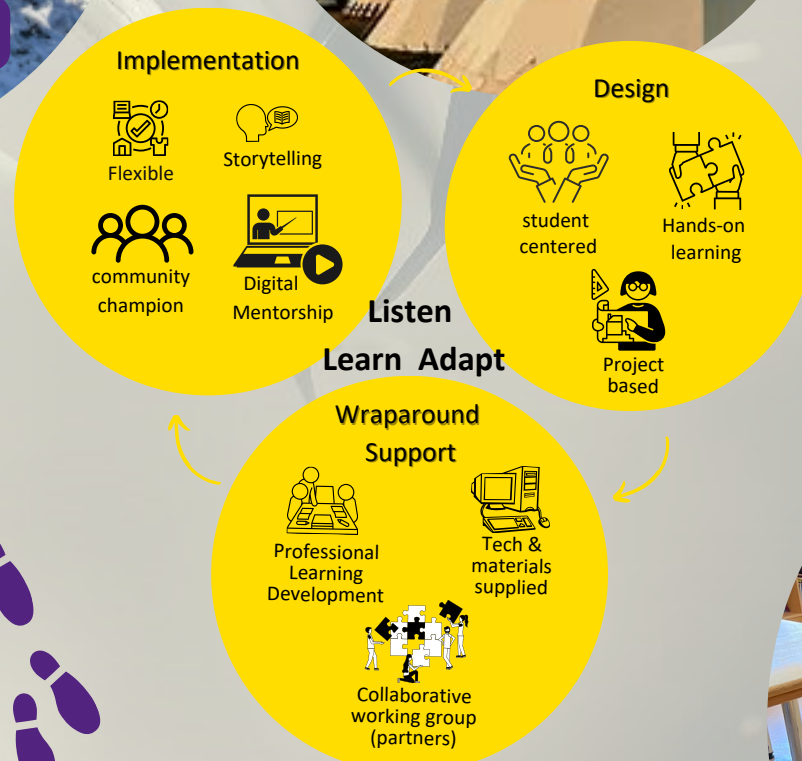 Implementation
Flexible
Storytelling
community
champion
Digital
Mentorship
Design
student
centered
Hands-on
learning
Project
based
Listen
Learn Adapt
Wraparound
Support
Professional
Learning
Development
Tech &
materials
supplied
Collaborative
working group
(partners)